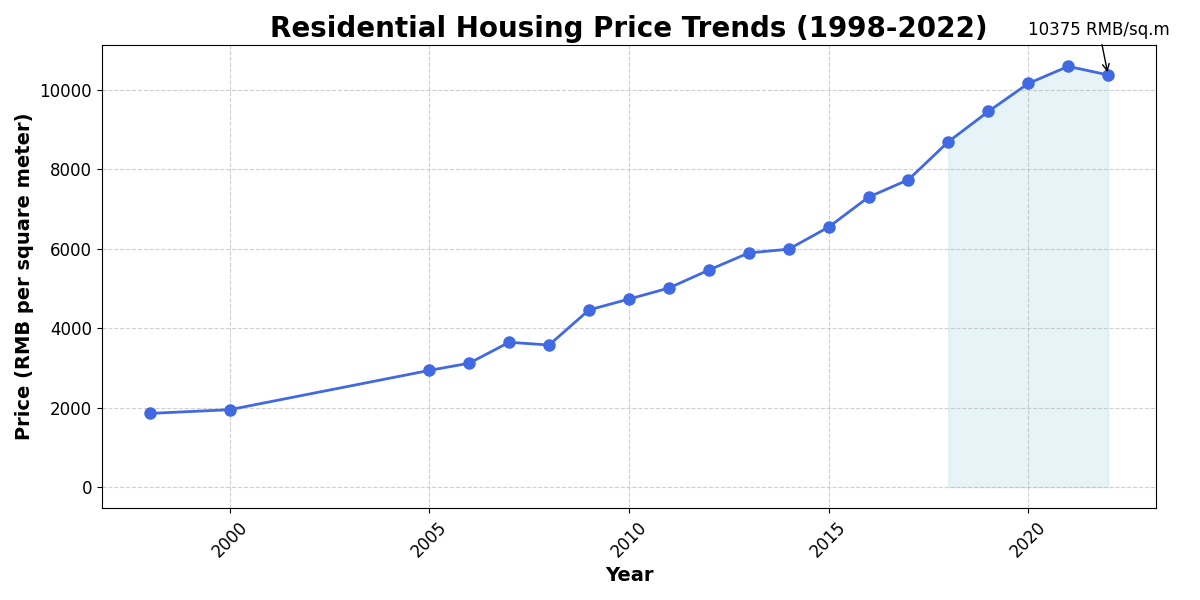 Residential Housing Price Trends (1998-2022)
10375 RMB/sq.m
Price (RMB per square meter)
10000
8000
6000
4000
2000
0
2000
2005
2010
2015
2020
Year